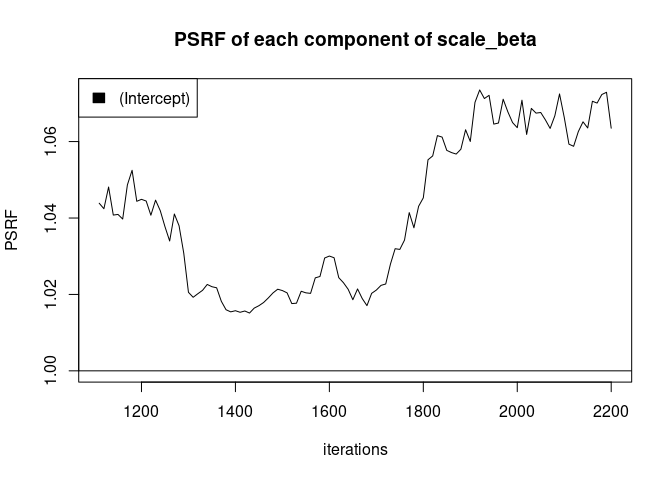 PSRF of each component of scale_beta
(Intercept)
PSRF
1.06
1.04
1.02
1.00
1200 1400 1600 1800 2000 2200
iterations